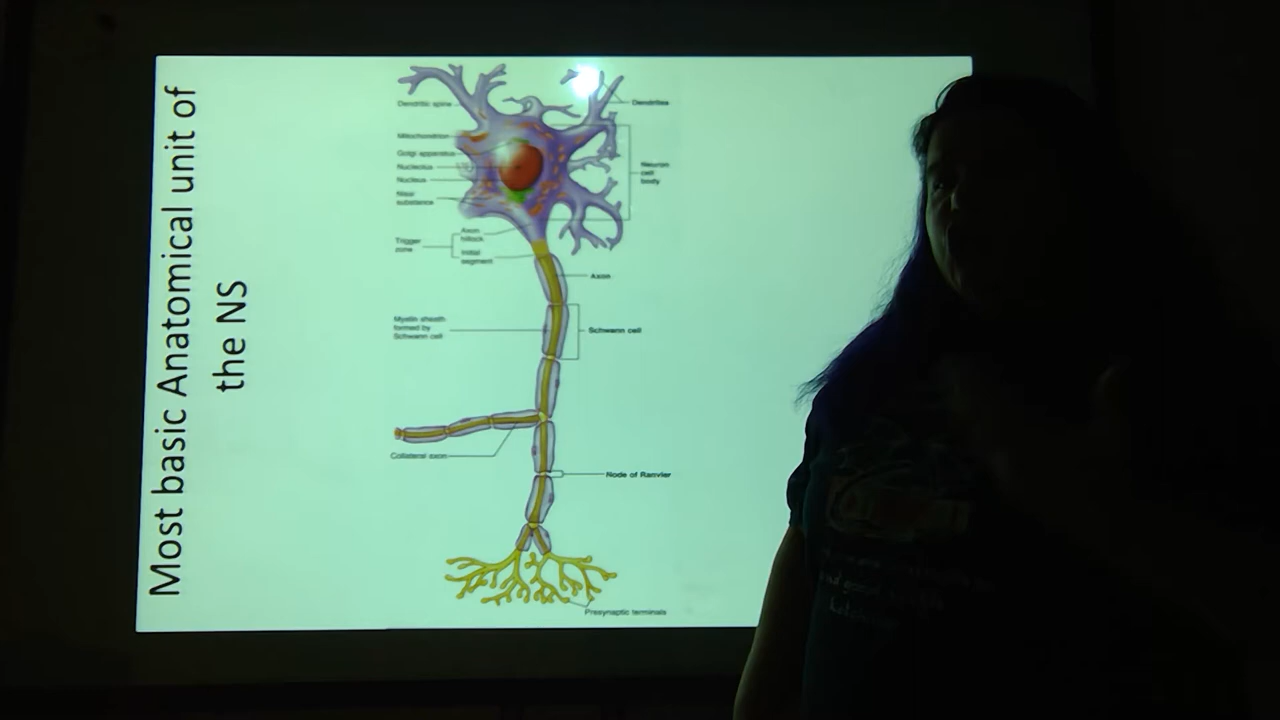 Most basic Anatomical unit of
the NS
Dendritic spine
Dendrites
Mitochondrion
Golgi apparatus
Nucleolus
Nucleus
Nissl
substance
Neuron
cell
body
Trigger
zone
Axon
hillock
Initial
segment
Axon
Myelin sheath
formed by
Schwann cell
Schwann cell
Collateral axon
Node of Ranvier
Presynaptic terminals